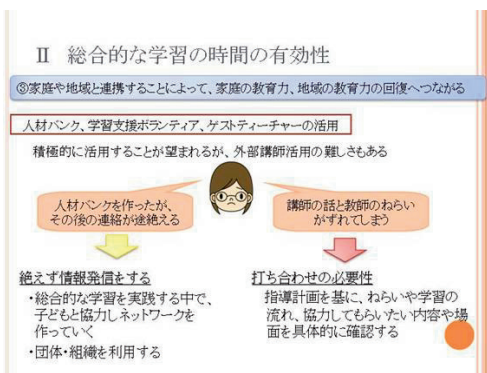 Ⅱ 総合的な学習の時間の有効性
③家庭や地域と連携することによって、家庭の教育力、地域の教育力の回復へつながる
人材バンク、学習支援ボランティア、ゲストティーチャーの活用
積極的に活用することが望まれるが、外部講師活用の難しさもある
人材バンクを作ったが、
その後の連絡が途絶える
講師の話と教師のねらい
がずれてしまう
絶えず情報発信をする
・総合的な学習を実践する中で、
子どもと協力しネットワークを
作っていく
・団体・組織を利用する
打ち合わせの必要性
指導計画を基に、ねらいや学習の
流れ、協力してもらいたい内容や場
面を具体的に確認する